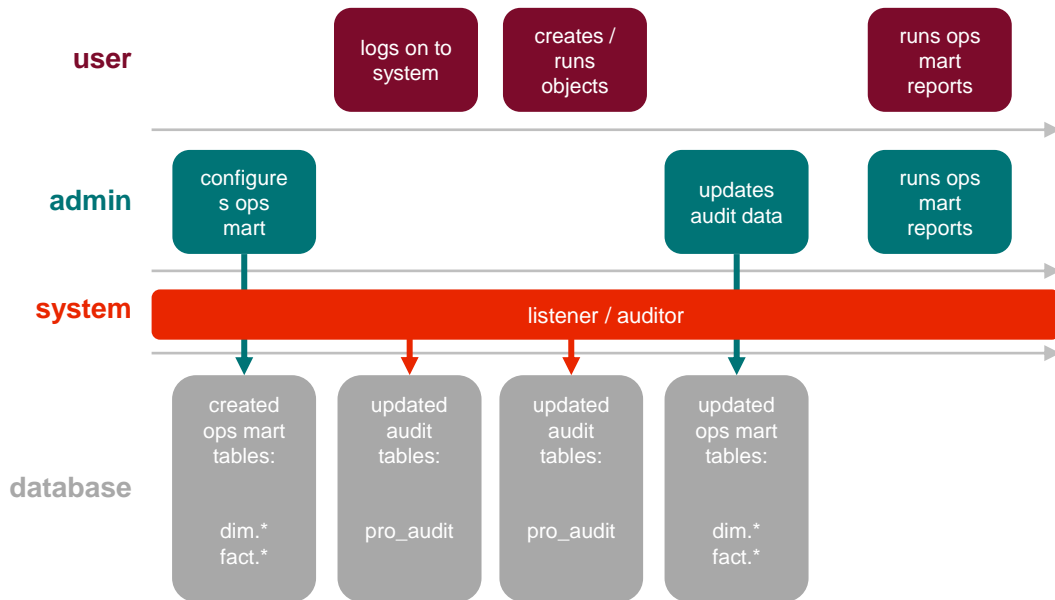 user
logs on to
system
creates /
runs
objects
runs ops
mart
reports
admin
configure
s ops
mart
updates
audit data
runs ops
mart
reports
system
listener / auditor
database
created
ops mart
tables:
dim.*
fact.*
updated
audit
tables:
pro_audit
updated
audit
tables:
pro_audit
updated
ops mart
tables:
dim.*
fact.*